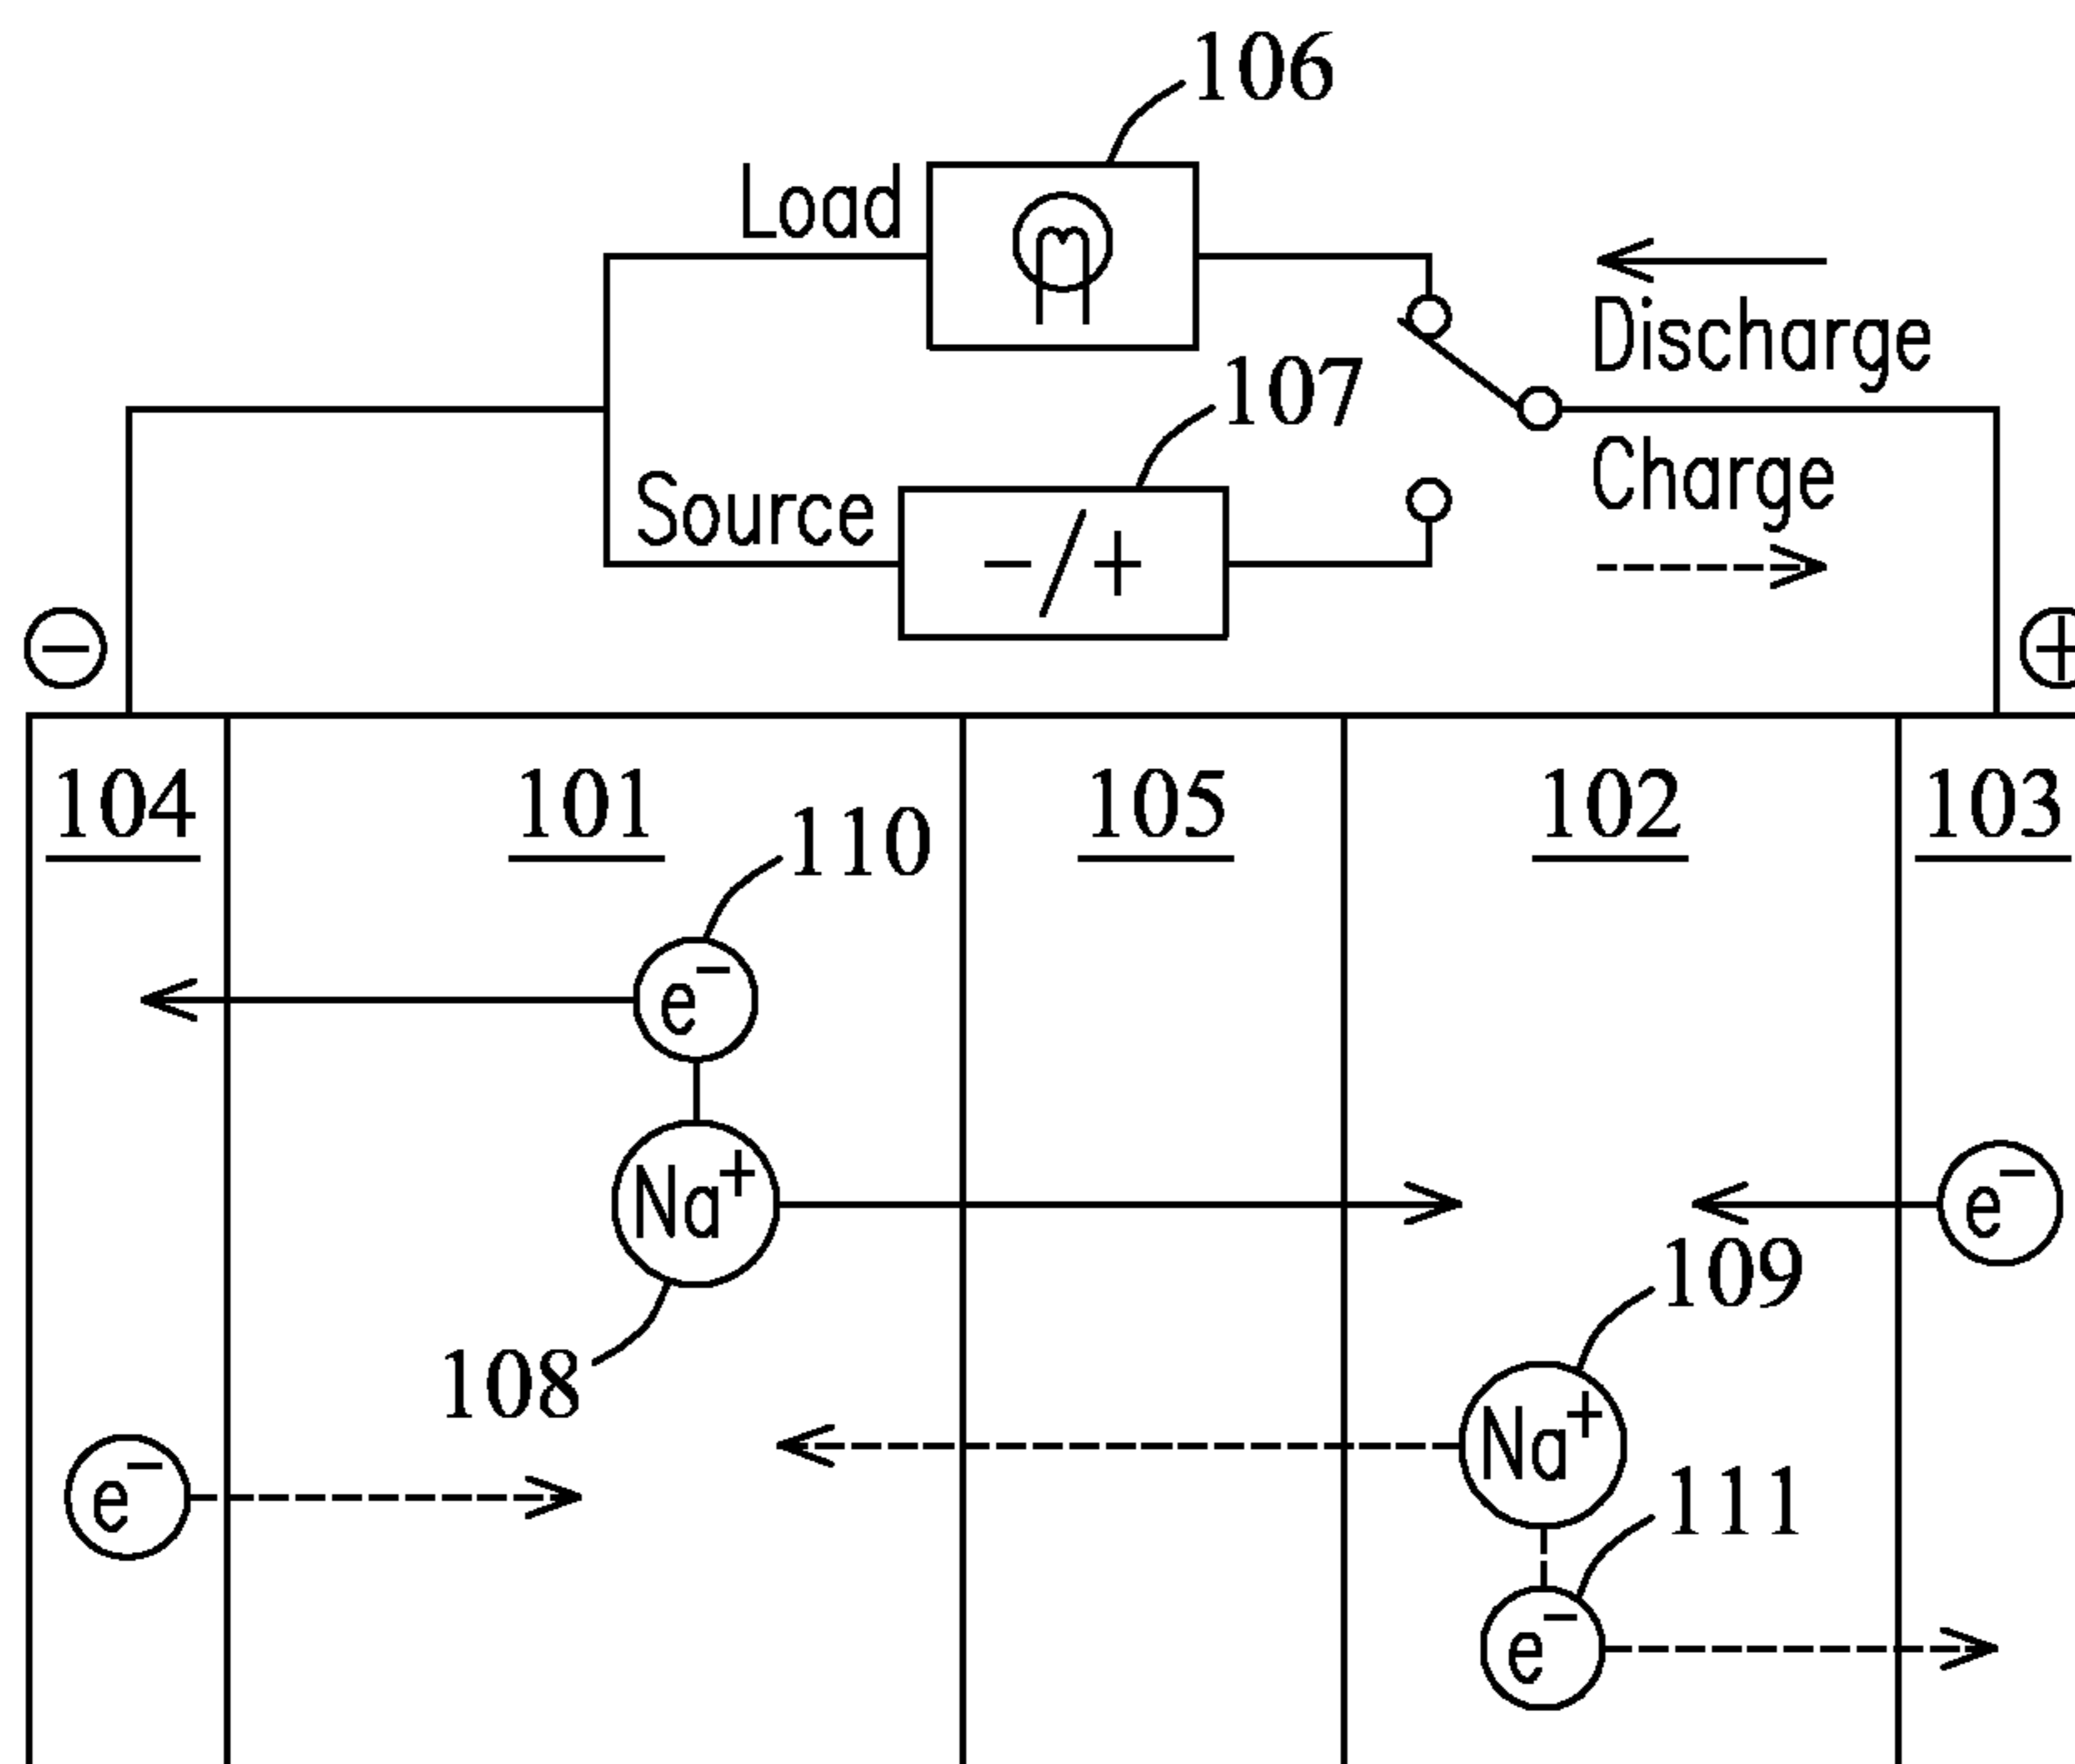 106
Load
Discharge
107
Charge
Source
−/+
−
+
104
101
105
102
103
110
e−
Na+
e−
109
108
Na+
e−
111
e−